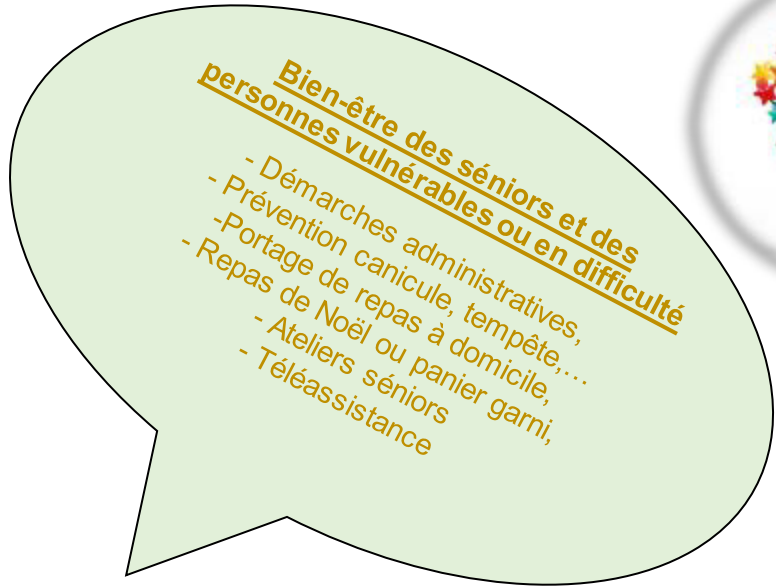 Bien-être des séniors et des
personnes vulnérables ou en difficulté
- Démarches administratives,
- Prévention canicule, tempête,…
-Portage de repas à domicile,
- Repas de Noël ou panier garni,
- Ateliers séniors
- Téléassistance